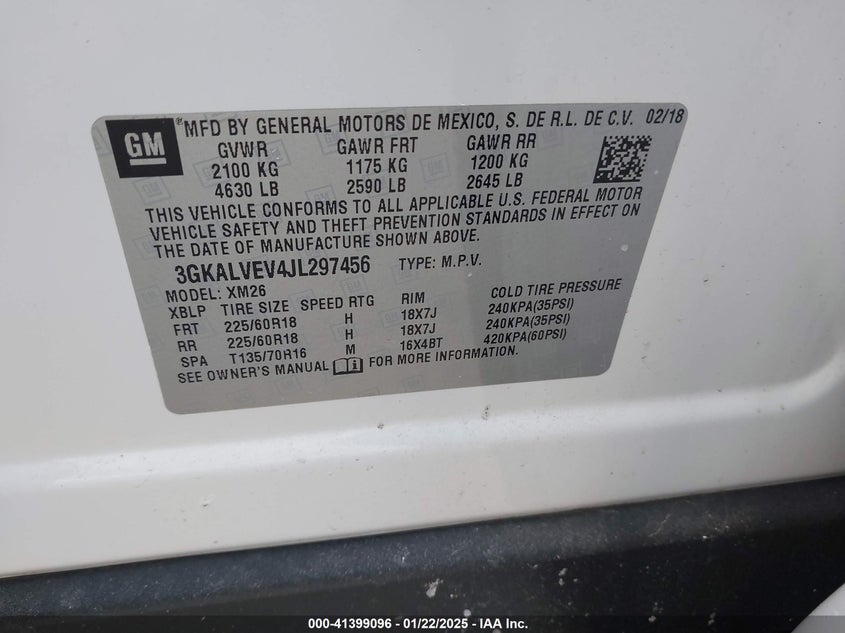 GM
MFD BY GENERAL MOTORS DE MEXICO, S. DE R.L. DE C.V. 02/18
GVWR GAWR FRT GAWR RR
2100 KG 1175 KG 1200 KG
4630 LB 2590 LB 2645 LB
THIS VEHICLE CONFORMS TO ALL APPLICABLE U.S. FEDERAL MOTOR
VEHICLE SAFETY AND THEFT PREVENTION STANDARDS IN EFFECT ON
THE DATE OF MANUFACTURE SHOWN ABOVE.
3GKALVEV4JL297456 TYPE: M.P.V.
MODEL: XM26
XBLP TIRE SIZE SPEED RTG RIM COLD TIRE PRESSURE
FRT 225/60R18 H 18X7J 240KPA(35PSI)
RR 225/60R18 H 18X7J 240KPA(35PSI)
SPA T135/70R16 M 16X4BT 420KPA(60PSI)
SEE OWNER'S MANUAL FOR MORE INFORMATION.
000-41399096 - 01/22/2025 - IAA Inc.